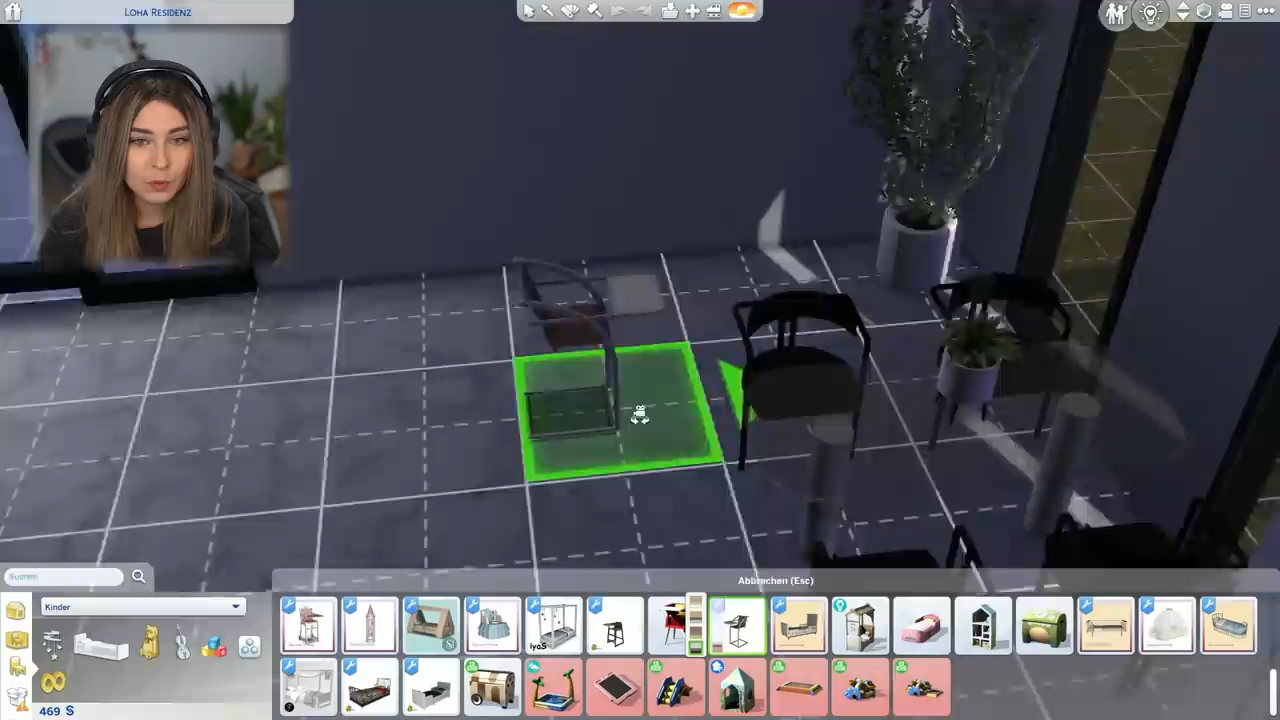 Loha Residenz
Abbrechen (Esc)
Suchen
Kinder
469 $